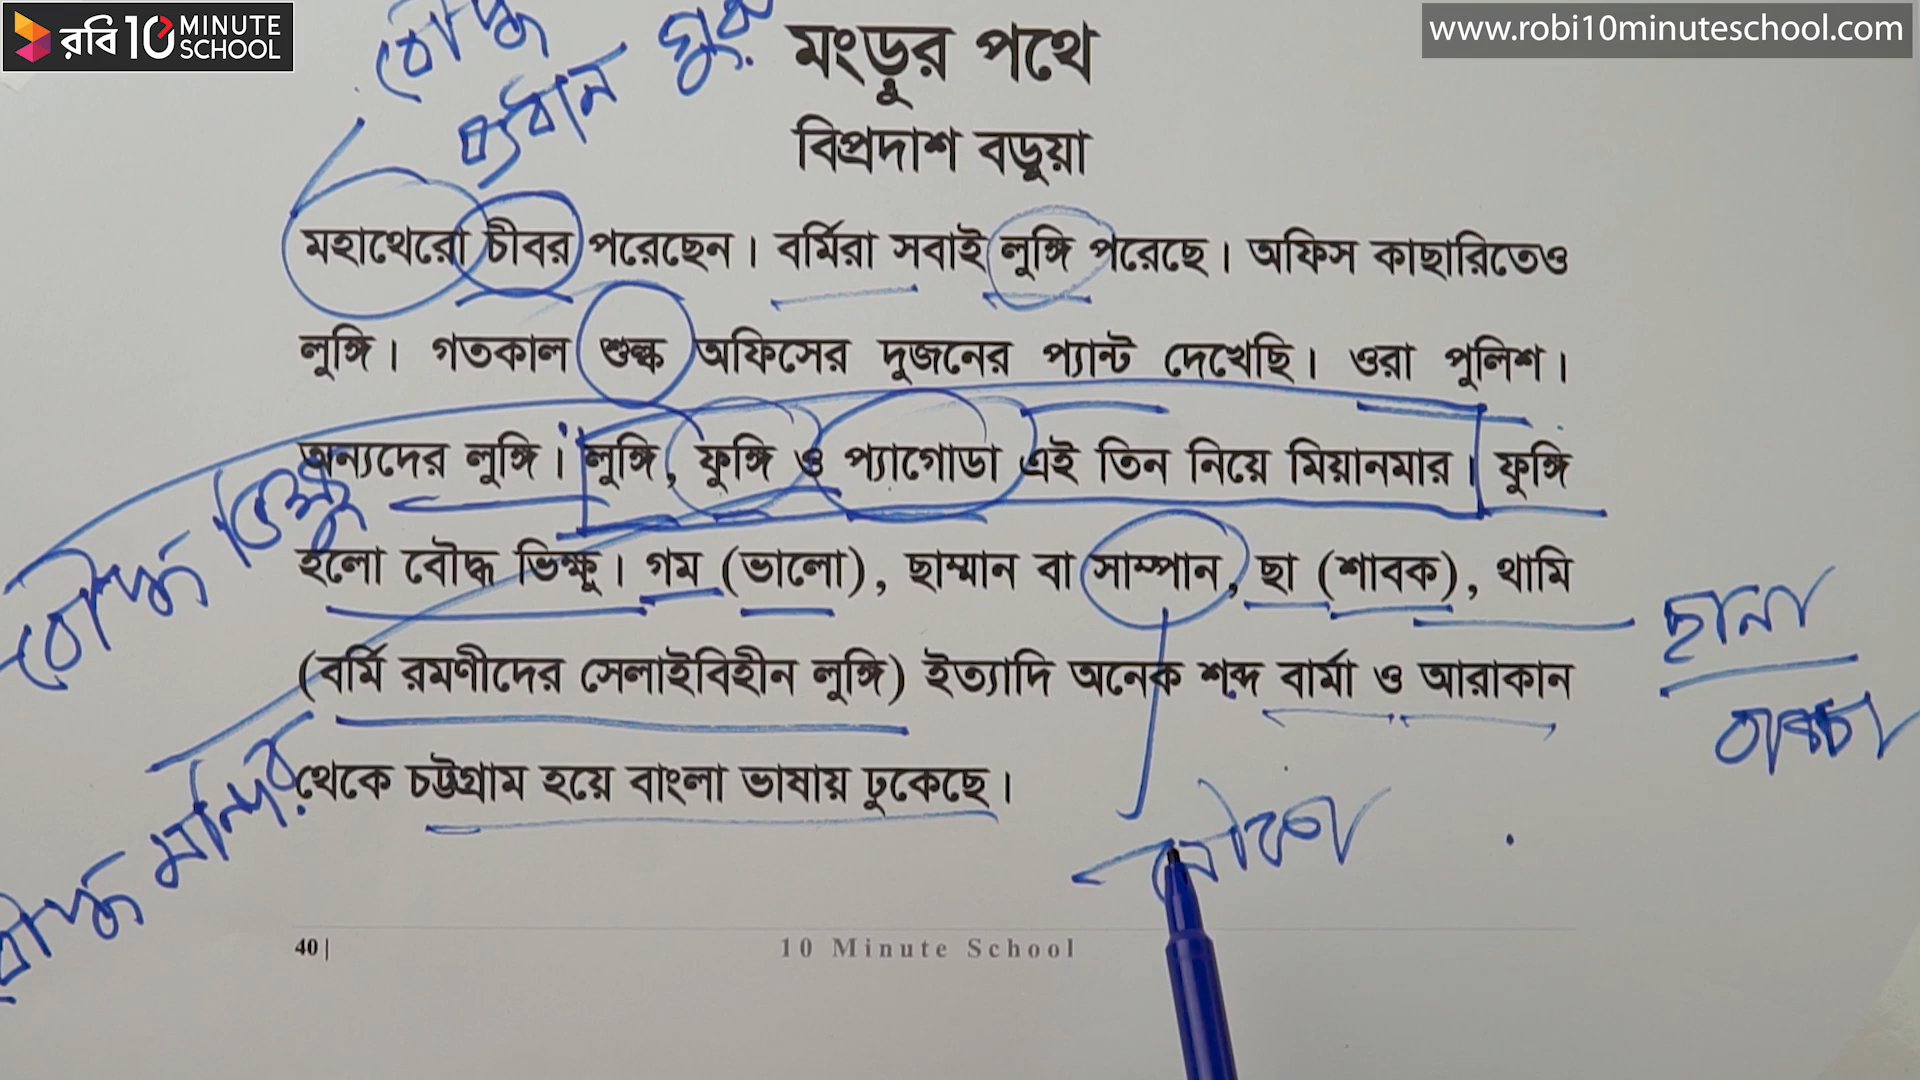 রবি 10 MINUTE SCHOOL
www.robi10minuteschool.com
বৌদ্ধ
প্রধান
মংডুর পথে
বিপ্রদাশ বড়ুয়া
মহাথেরো চীবর পরেছেন। বর্মিরা সবাই লুঙ্গি পরেছে। অফিস কাছারিতেও
লুঙ্গি। গতকাল শুল্ক অফিসের দুজনের প্যান্ট দেখেছি। ওরা পুলিশ।
অন্যদের লুঙ্গি। লুঙ্গি, ফুঙ্গি ও প্যাগোডা এই তিন নিয়ে মিয়ানমার। ফুঙ্গি
বৌদ্ধ ভিক্ষু
হলো বৌদ্ধ ভিক্ষু। গম (ভালো), ছাম্মান বা সাম্পান, ছা (শাবক), থামি
ছানা
(বর্মি রমণীদের সেলাইবিহীন লুঙ্গি) ইত্যাদি অনেক শব্দ বার্মা ও আরাকান
বাচ্চা
থেকে চট্টগ্রাম হয়ে বাংলা ভাষায় ঢুকেছে।
বৌদ্ধ মন্দির
নৌকা
40 |
10 Minute School